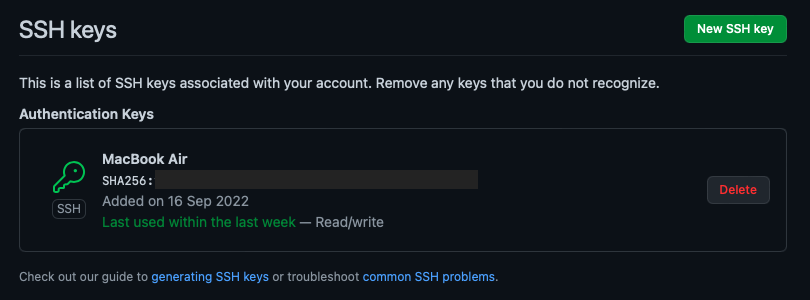 SSH keys
New SSH key
This is a list of SSH keys associated with your account. Remove any keys that you do not recognize.
Authentication Keys
MacBook Air
SHA256:
SSH
Added on 16 Sep 2022
Last used within the last week — Read/write
Delete
Check out our guide to generating SSH keys or troubleshoot common SSH problems.